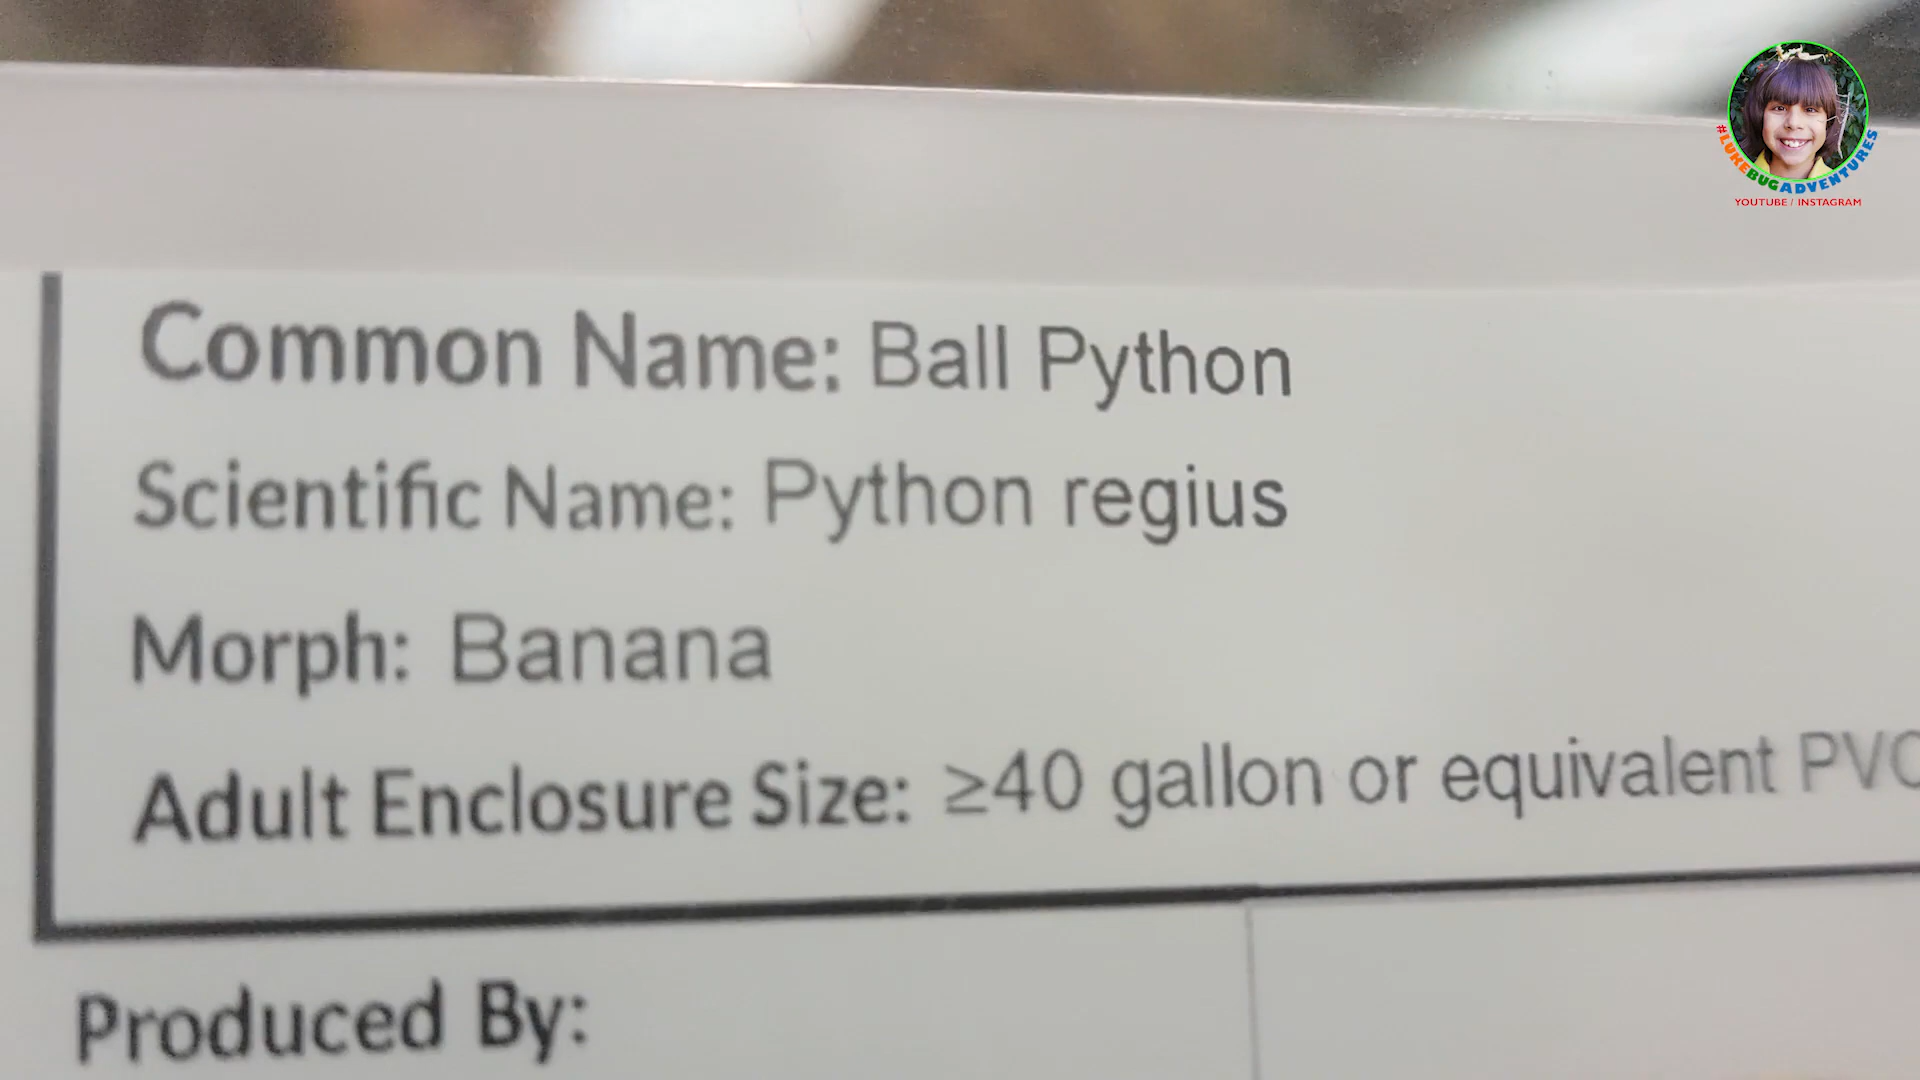 #LUKEBUGADVENTURES
YOUTUBE / INSTAGRAM
Common Name: Ball Python
Scientific Name: Python regius
Morph: Banana
Adult Enclosure Size: ≥40 gallon or equivalent PVC
Produced By: